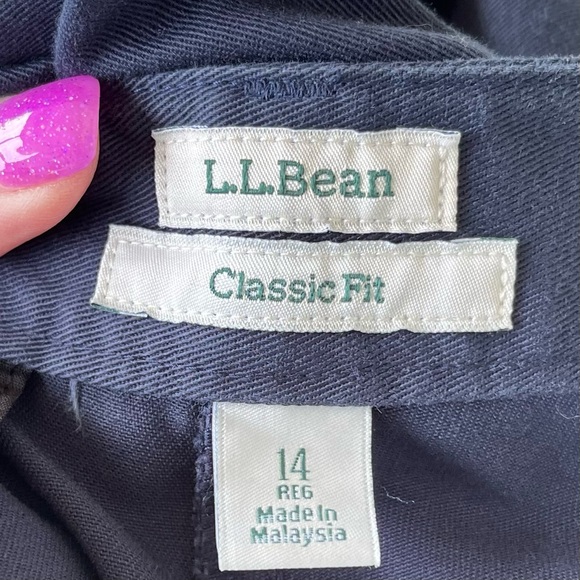 L.L.Bean
Classic Fit
14
REG
Made In
Malaysia